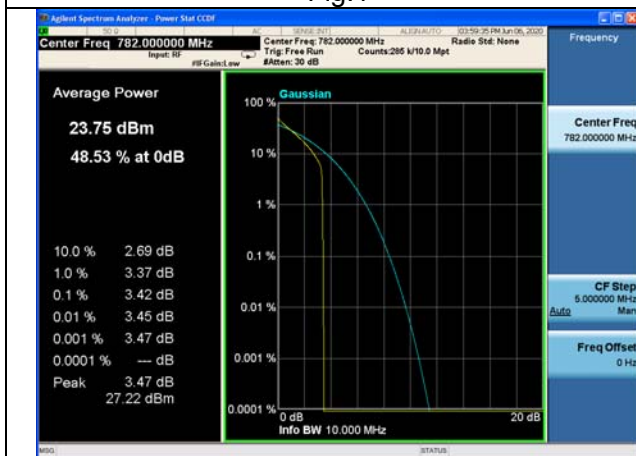 Agilent Spectrum Analyzer - Power Stat CCDF
50 Ω AC SENSE:INT ALIGN AUTO 03:59:35 PM Jun 06, 2020
Center Freq 782.000000 MHz
Input: RF
#IFGain:Low
Center Freq: 782.000000 MHz
Radio Std: None
Trig: Free Run Counts:285 k/10.0 Mpt
#Atten: 30 dB
Frequency
Average Power
23.75 dBm
48.53 % at 0dB
10.0 % 2.69 dB
1.0 % 3.37 dB
0.1 % 3.42 dB
0.01 % 3.45 dB
0.001 % 3.47 dB
0.0001 % --- dB
Peak 3.47 dB
27.22 dBm
Gaussian
100 %
10 %
1 %
0.1 %
0.01 %
0.001 %
0.0001 %
0 dB 20 dB
Info BW 10.000 MHz
Center Freq
782.000000 MHz
CF Step
5.000000 MHz
Auto Man
Freq Offset
0 Hz
MSG STATUS